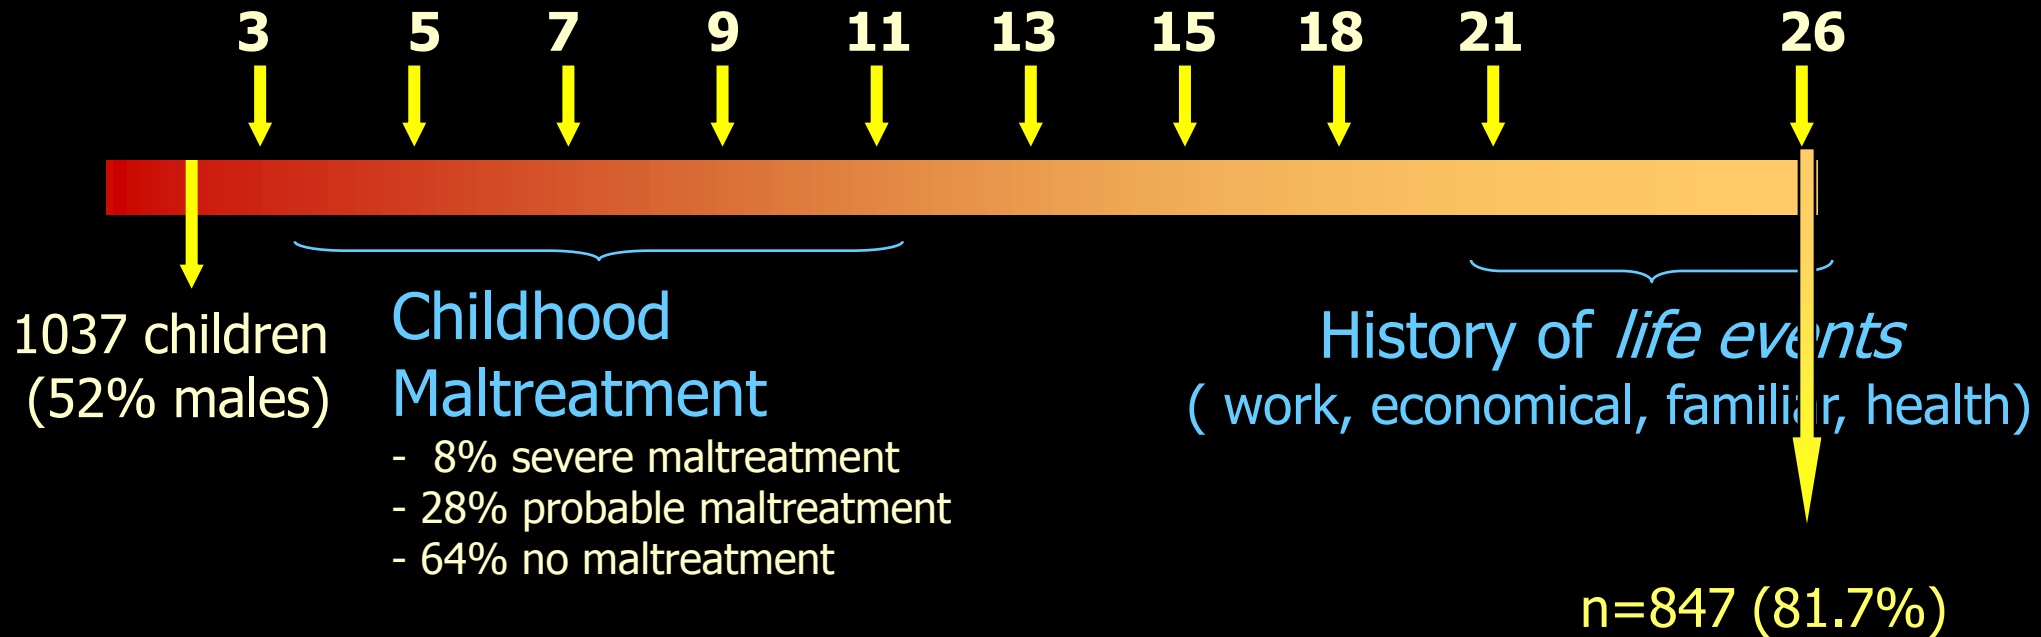 3 5 7 9 11 13 15 18 21 26
1037 children
(52% males)
Childhood
Maltreatment
- 8% severe maltreatment
- 28% probable maltreatment
- 64% no maltreatment
History of life events
( work, economical, familiar, health)
n=847 (81.7%)